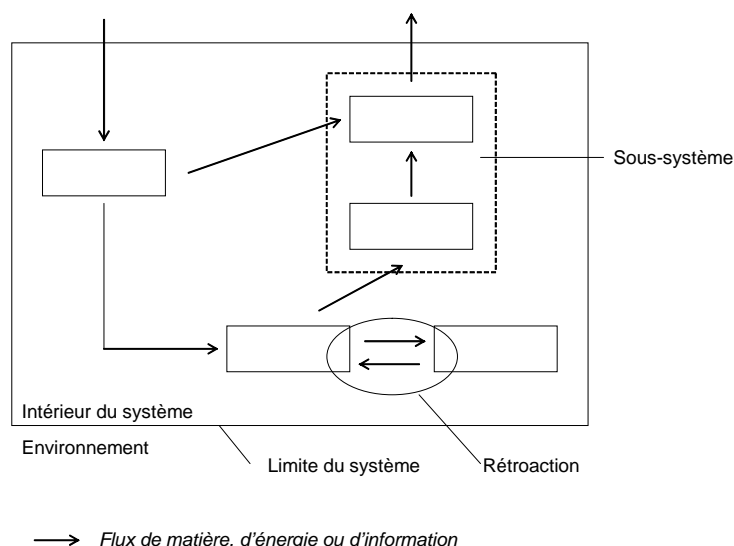 Sous-système
Intérieur du système
Environnement
Limite du système
Rétroaction
Flux de matière, d'énergie ou d'information